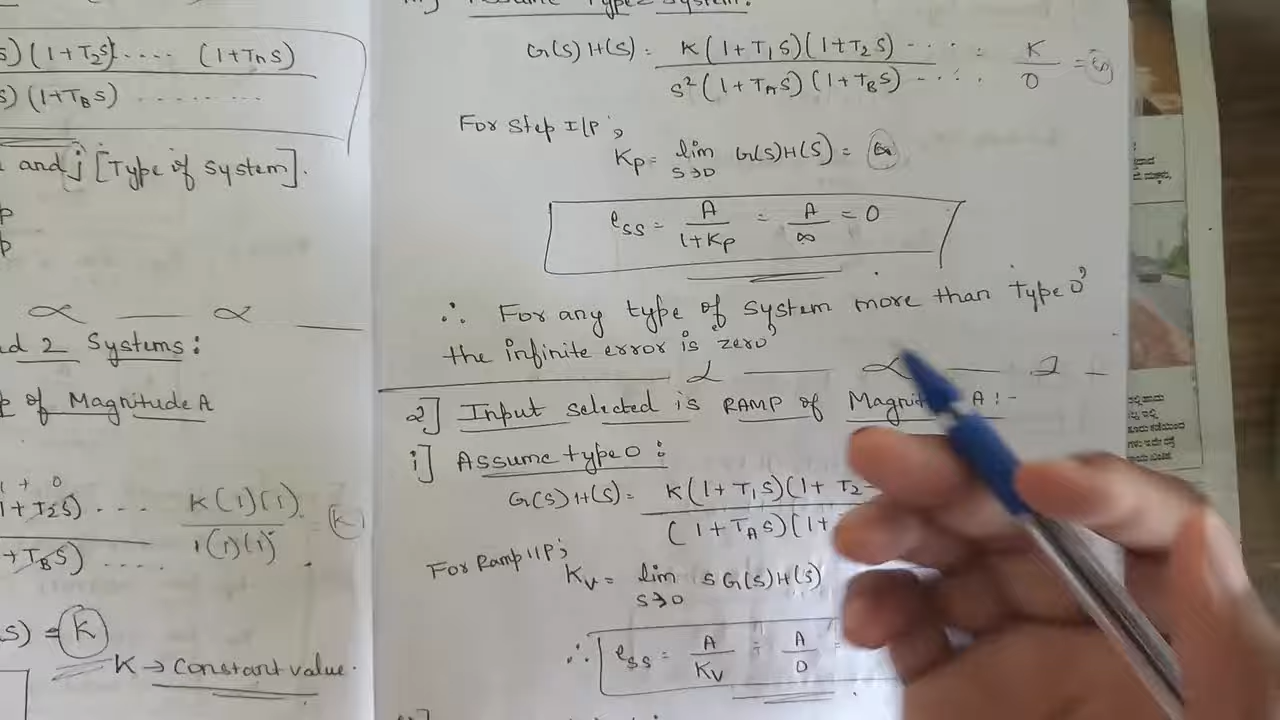 s) (1+T2s) .... (1+Tns)
s) (1+TBs) ........
and j [Type of system].
p
p
∝ — ∝ —
d 2 Systems:
p of Magnitude A
1 + 0
1+T2s) ... K(1)(1) = K
+TBs) ..... 1(1)(1)
s) = K
K → Constant value.
System:
G(s)H(s) = K(1+T1s)(1+T2s) .... = K = ∞
s²(1+TAs)(1+TBs) .... 0
For Step I/P;
Kp = lim G(s)H(s) = ∞
s→0
ess = A = A = 0
1+Kp ∞
∴ For any type of system more than 'type 0'
the infinite error is 'zero'
2] Input selected is RAMP of Magnitude A:-
i] Assume type 0:
G(s)H(s) = K(1+T1s)(1+T2
(1+TAs)(1+
For Ramp I/P;
Kv = lim sG(s)H(s)
s→0
∴ ess = A = A =
Kv 0